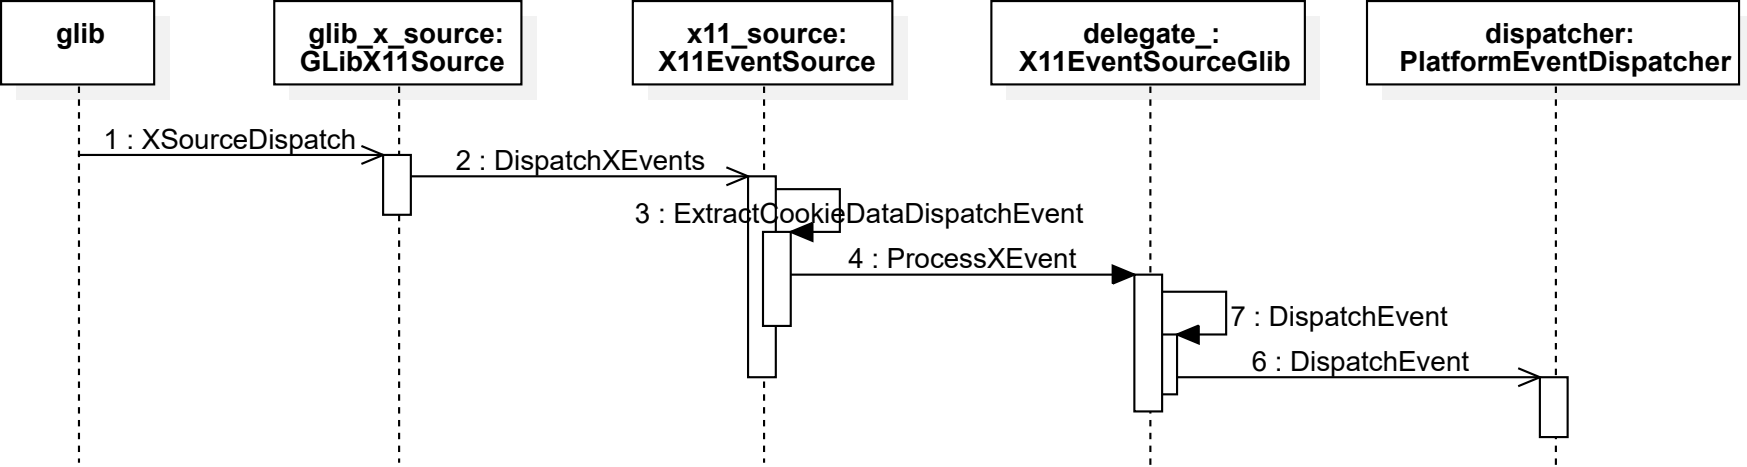 glib
glib_x_source:
GLibX11Source
x11_source:
X11EventSource
delegate_:
X11EventSourceGlib
dispatcher:
PlatformEventDispatcher
1 : XSourceDispatch
2 : DispatchXEvents
3 : ExtractCookieDataDispatchEvent
4 : ProcessXEvent
7 : DispatchEvent
6 : DispatchEvent